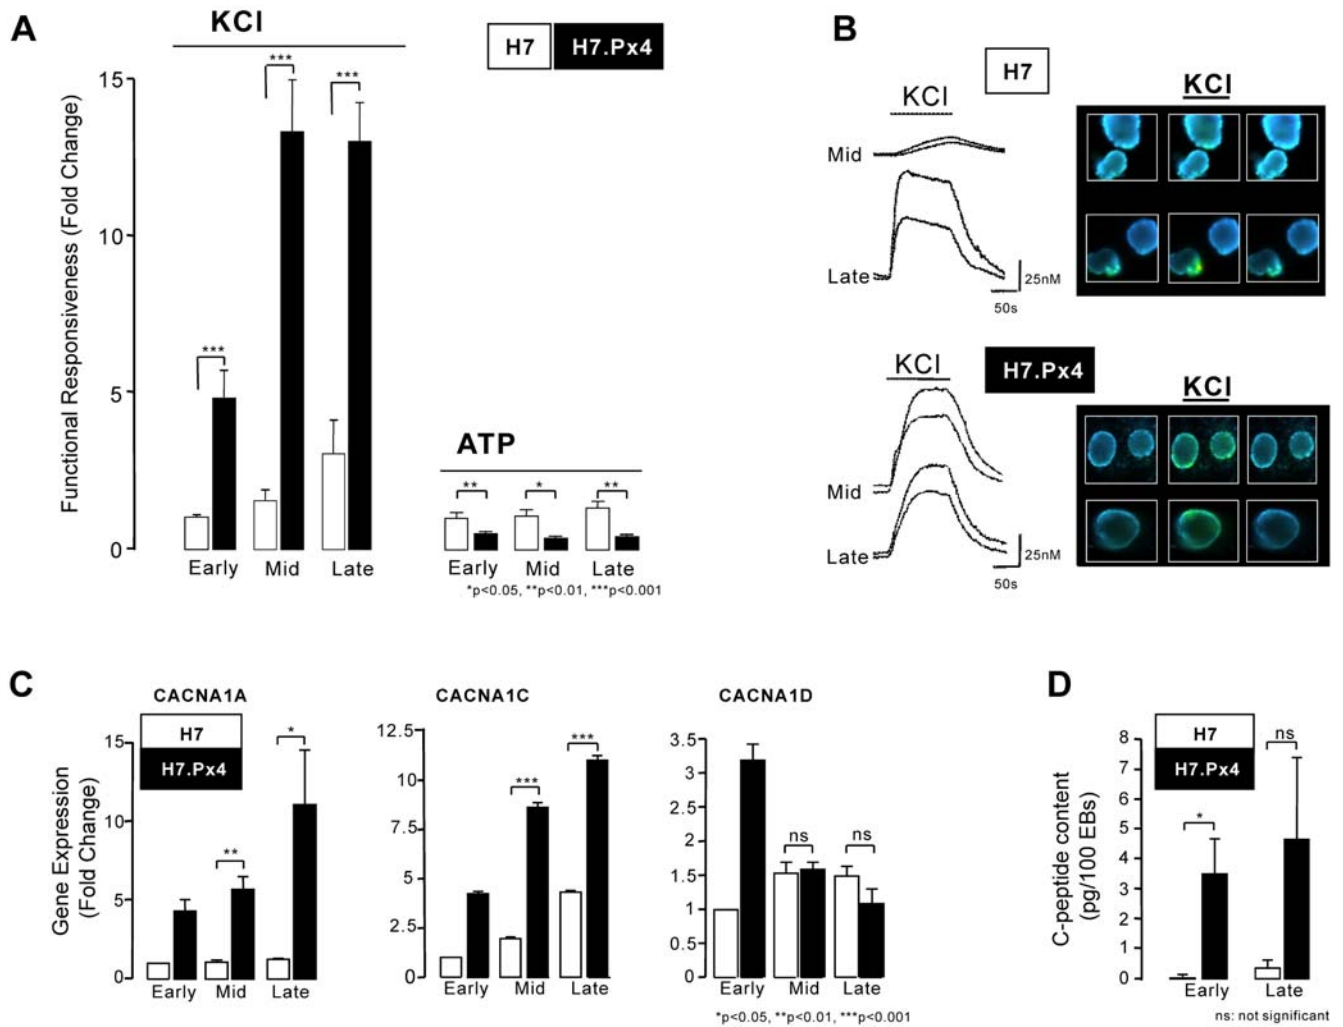 A
KCl
H7
H7.Px4
Functional Responsiveness (Fold Change)
15
10
5
0
***
***
***
Early
Mid
Late
ATP
**
*
**
Early
Mid
Late
*p<0.05, **p<0.01, ***p<0.001
B
H7
KCl
Mid
Late
25nM
50s
KCl
H7.Px4
KCl
Mid
Late
25nM
50s
KCl
C
CACNA1A
H7
H7.Px4
Gene Expression
(Fold Change)
15
10
5
0
**
*
Early
Mid
Late
CACNA1C
12.5
10
7.5
5
2.5
0
***
***
Early
Mid
Late
CACNA1D
3.5
3
2.5
2
1.5
1
0.5
0
ns
ns
Early
Mid
Late
*p<0.05, **p<0.01, ***p<0.001
D
H7
H7.Px4
C-peptide content
(pg/100 EBs)
8
7
6
5
4
3
2
1
0
*
ns
Early
Late
ns: not significant